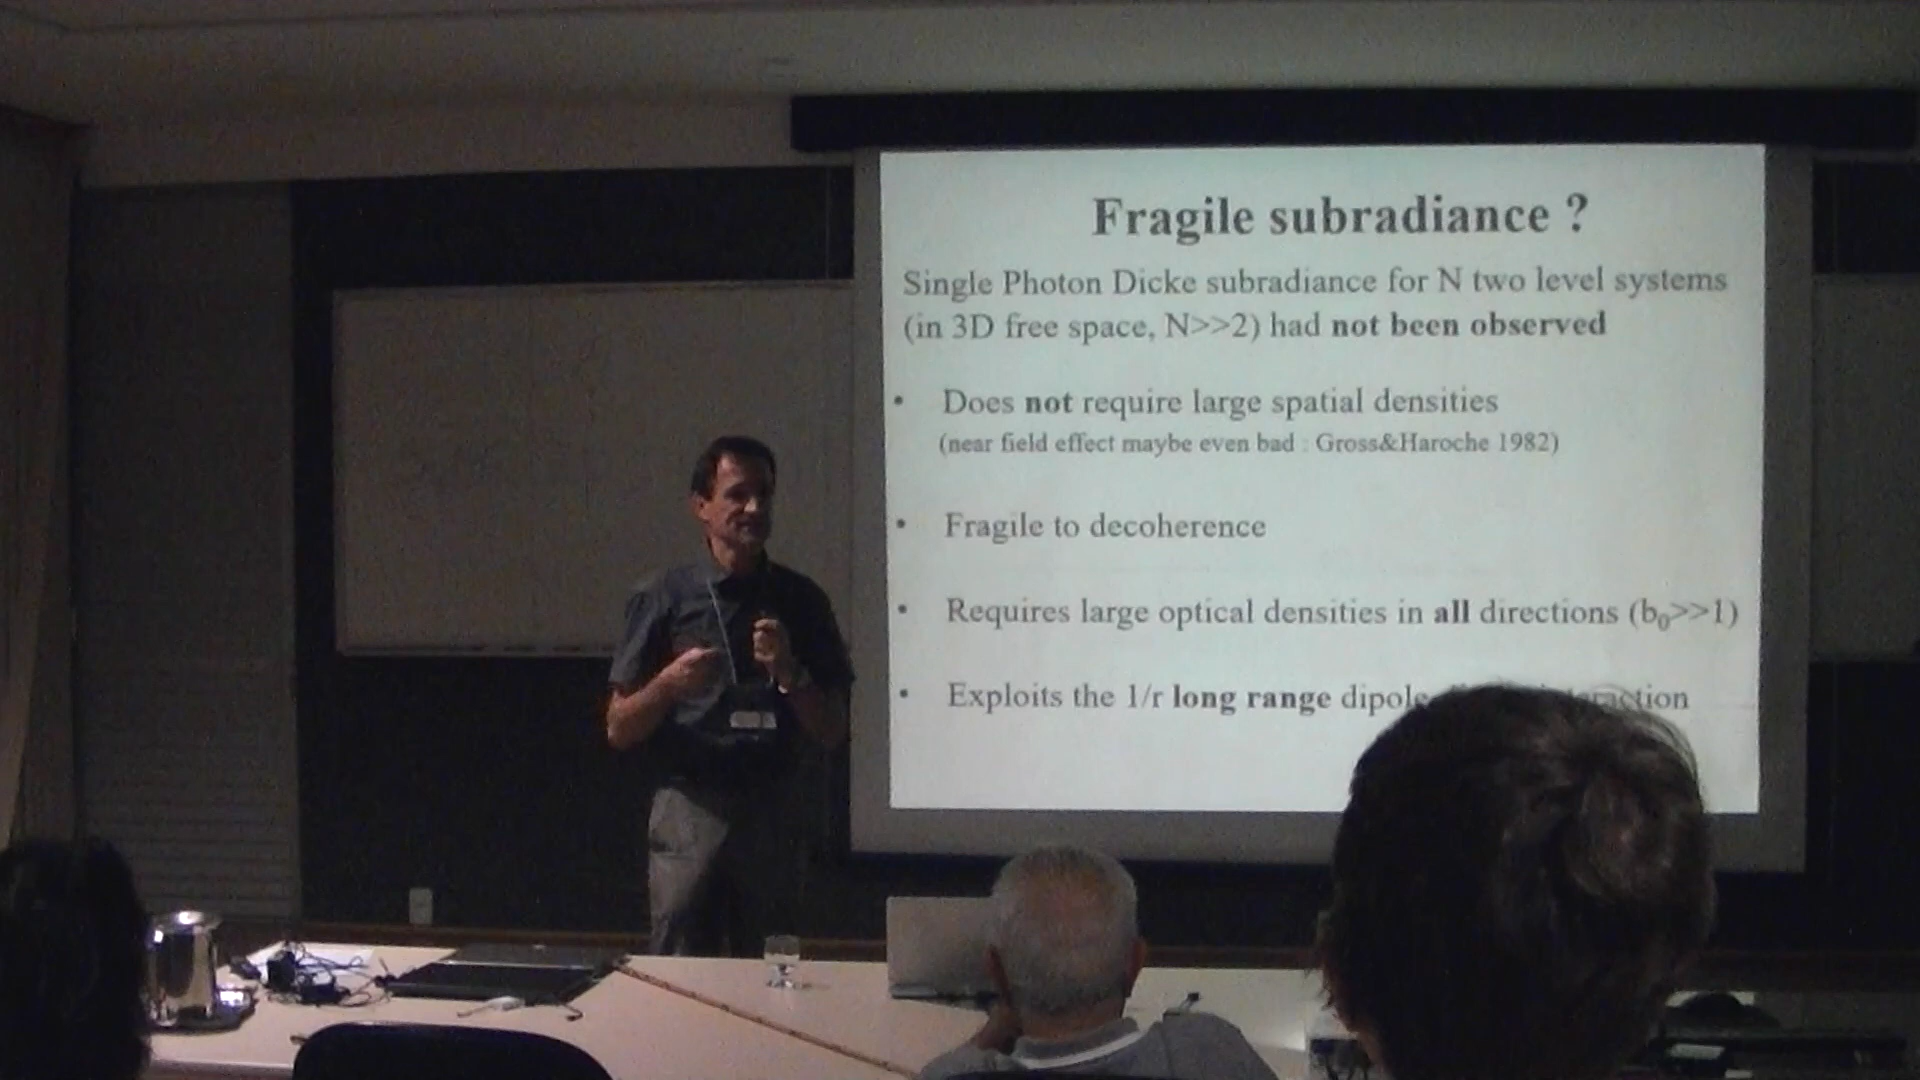 Fragile subradiance ?
Single Photon Dicke subradiance for N two level systems
(in 3D free space, N>>2) had not been observed
• Does not require large spatial densities
(near field effect maybe even bad : Gross&Haroche 1982)
• Fragile to decoherence
• Requires large optical densities in all directions (b₀>>1)
• Exploits the 1/r long range dipole